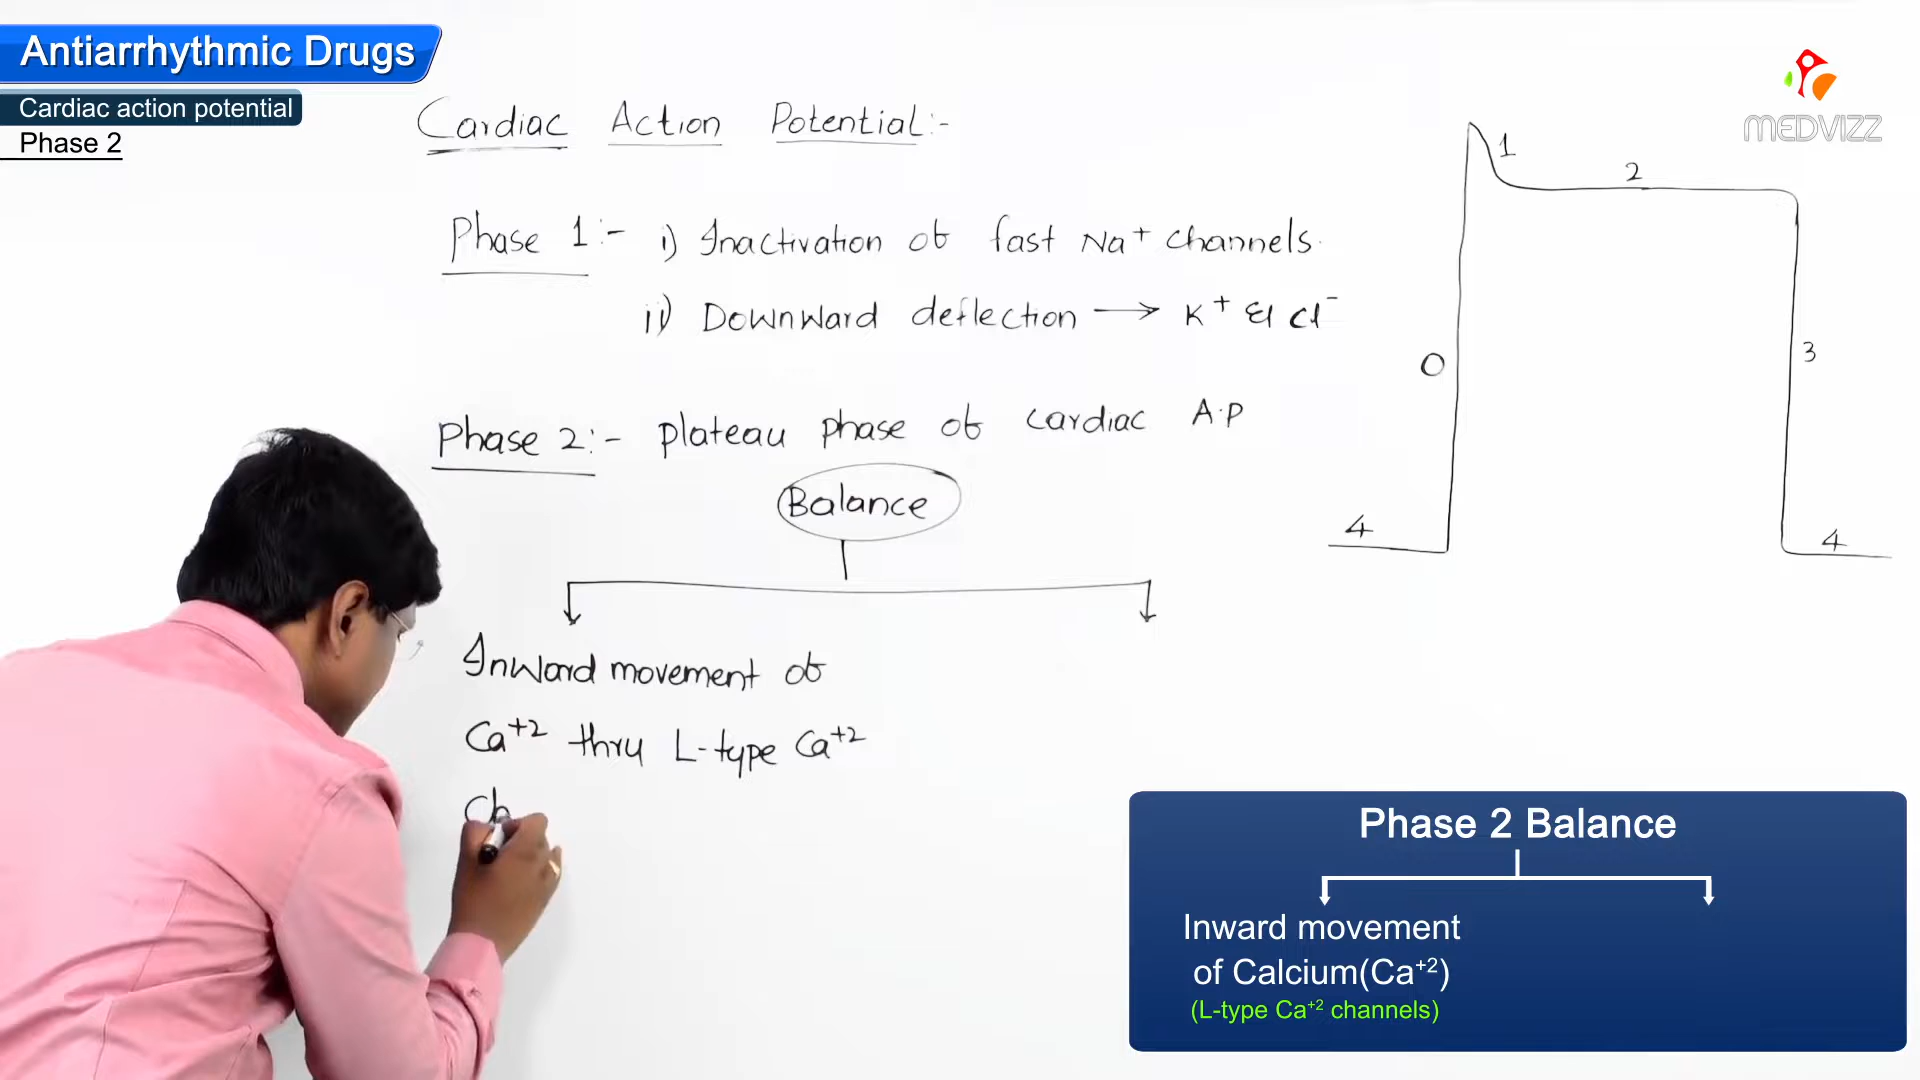 Antiarrhythmic Drugs
Cardiac action potential
Phase 2
MEDVIZZ
Cardiac Action Potential:-
Phase 1:- i) Inactivation of fast Na⁺ channels.
ii) Downward deflection → K⁺ & Cl⁻
Phase 2:- plateau phase of cardiac A.P
Balance
Inward movement of
Ca⁺² thru L-type Ca⁺²
Ch
1
2
0
3
4
4
Phase 2 Balance
Inward movement
of Calcium(Ca⁺²)
(L-type Ca⁺² channels)